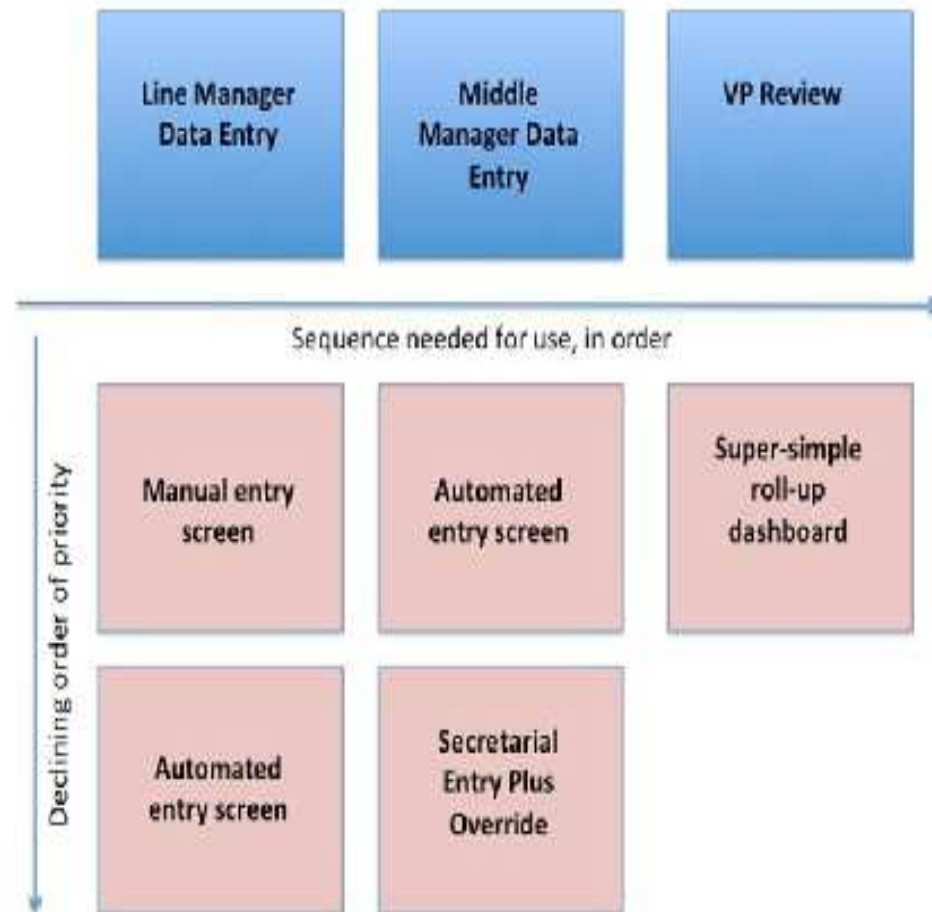 Line Manager
Data Entry
Middle
Manager Data
Entry
VP Review
Sequence needed for use, in order
Declining order of priority
Manual entry
screen
Automated
entry screen
Super-simple
roll-up
dashboard
Automated
entry screen
Secretarial
Entry Plus
Override